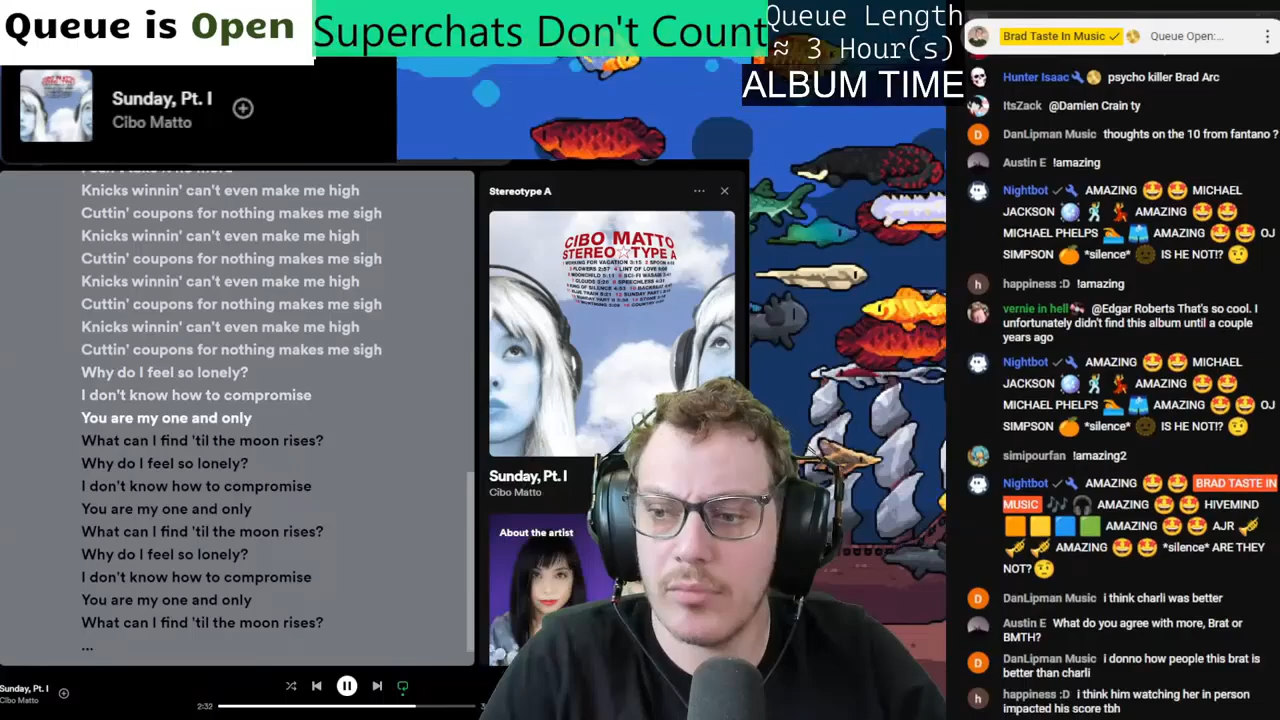 Queue is Open
Superchats Don't Count
Queue Length
≈ 3 Hour(s)
ALBUM TIME
Sunday, Pt. I
Cibo Matto
Knicks winnin' can't even make me high
Cuttin' coupons for nothing makes me sigh
Knicks winnin' can't even make me high
Cuttin' coupons for nothing makes me sigh
Knicks winnin' can't even make me high
Cuttin' coupons for nothing makes me sigh
Knicks winnin' can't even make me high
Cuttin' coupons for nothing makes me sigh
Why do I feel so lonely?
I don't know how to compromise
You are my one and only
What can I find 'til the moon rises?
Why do I feel so lonely?
I don't know how to compromise
You are my one and only
What can I find 'til the moon rises?
Why do I feel so lonely?
I don't know how to compromise
You are my one and only
What can I find 'til the moon rises?
...
Sunday, Pt. I
Cibo Matto
2:32
Stereotype A
CIBO MATTO
STEREO☆TYPE A
Sunday, Pt. I
Cibo Matto
About the artist
Brad Taste In Music Queue Open:...
Hunter Isaac psycho killer Brad Arc
ItsZack @Damien Crain ty
DanLipman Music thoughts on the 10 from fantano ?
Austin E !amazing
Nightbot AMAZING 🤩 🤩 MICHAEL
JACKSON 🪩 🕺 💃 AMAZING 🤩 🤩
MICHAEL PHELPS 🏊 🩳 AMAZING 🤩 🤩 OJ
SIMPSON 🍊 *silence* 🌚 IS HE NOT!? 🤨
happiness :D !amazing
vernie in hell @Edgar Roberts That's so cool. I
unfortunately didn't find this album until a couple
years ago
Nightbot AMAZING 🤩 🤩 MICHAEL
JACKSON 🪩 🕺 💃 AMAZING 🤩 🤩
MICHAEL PHELPS 🏊 🩳 AMAZING 🤩 🤩 OJ
SIMPSON 🍊 *silence* 🌚 IS HE NOT!? 🤨
simipourfan !amazing2
Nightbot AMAZING 🤩 🤩 BRAD TASTE IN
MUSIC 🎶 🎧 AMAZING 🤩 🤩 HIVEMIND
🟧 🟨 🟦 🟩 AMAZING 🤩 🤩 AJR 🎺
🎺 🎺 AMAZING 🤩 🤩 *silence* ARE THEY
NOT? 🤨
DanLipman Music i think charli was better
Austin E What do you agree with more, Brat or
BMTH?
DanLipman Music i donno how people this brat is
better than charli
happiness :D i think him watching her in person
impacted his score tbh